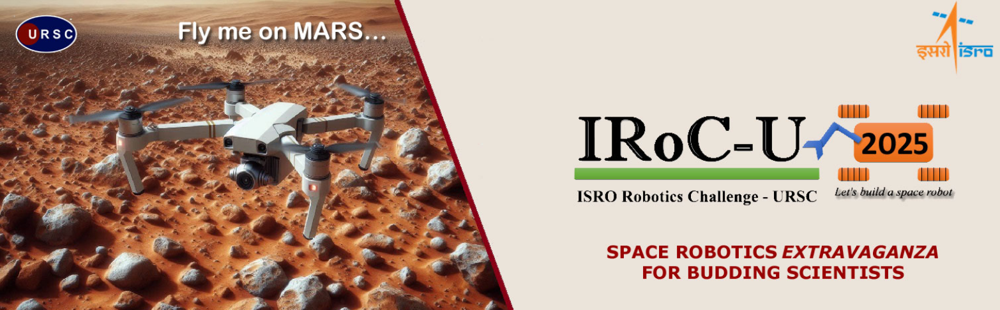 URSC
Fly me on MARS...
इसरो isro
IRoC-U
2025
ISRO Robotics Challenge - URSC
Let's build a space robot
SPACE ROBOTICS EXTRAVAGANZA
FOR BUDDING SCIENTISTS